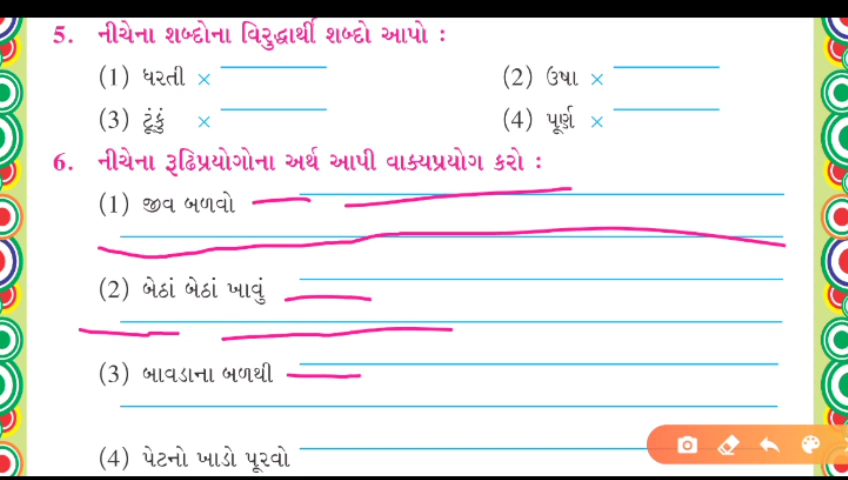 5. નીચેના શબ્દોના વિરુદ્ધાર્થી શબ્દો આપો :
(1) ધરતી × (2) ઉષા ×
(3) ટૂંકું × (4) પૂર્ણ ×
6. નીચેના રૂઢિપ્રયોગોના અર્થ આપી વાક્યપ્રયોગ કરો :
(1) જીવ બળવો
(2) બેઠાં બેઠાં ખાવું
(3) બાવડાના બળથી
(4) પેટનો ખાડો પૂરવો